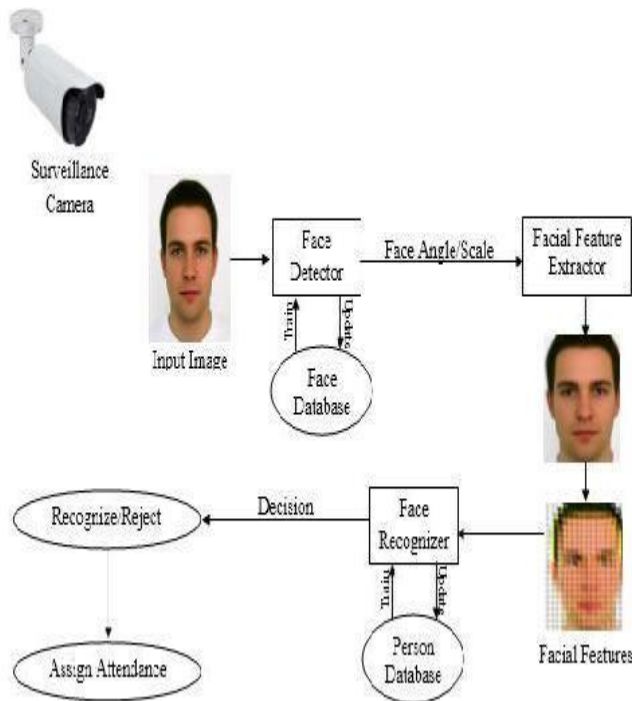 Surveillance
Camera
Face
Detector
Face Angle/Scale
Facial Feature
Extractor
Train
Update
Input Image
Face
Database
Recognize/Reject
Decision
Face
Recognizer
Train
Update
Assign Attendance
Person
Database
Facial Features